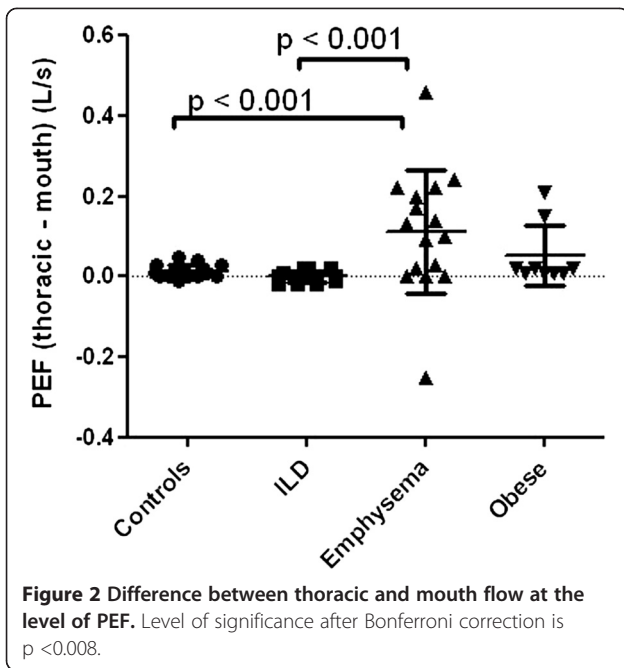 0.6
p < 0.001
0.4
p < 0.001
0.2
0.0
-0.2
-0.4
PEF (thoracic - mouth) (L/s)
Controls
ILD
Emphysema
Obese
Figure 2 Difference between thoracic and mouth flow at the
level of PEF. Level of significance after Bonferroni correction is
p <0.008.